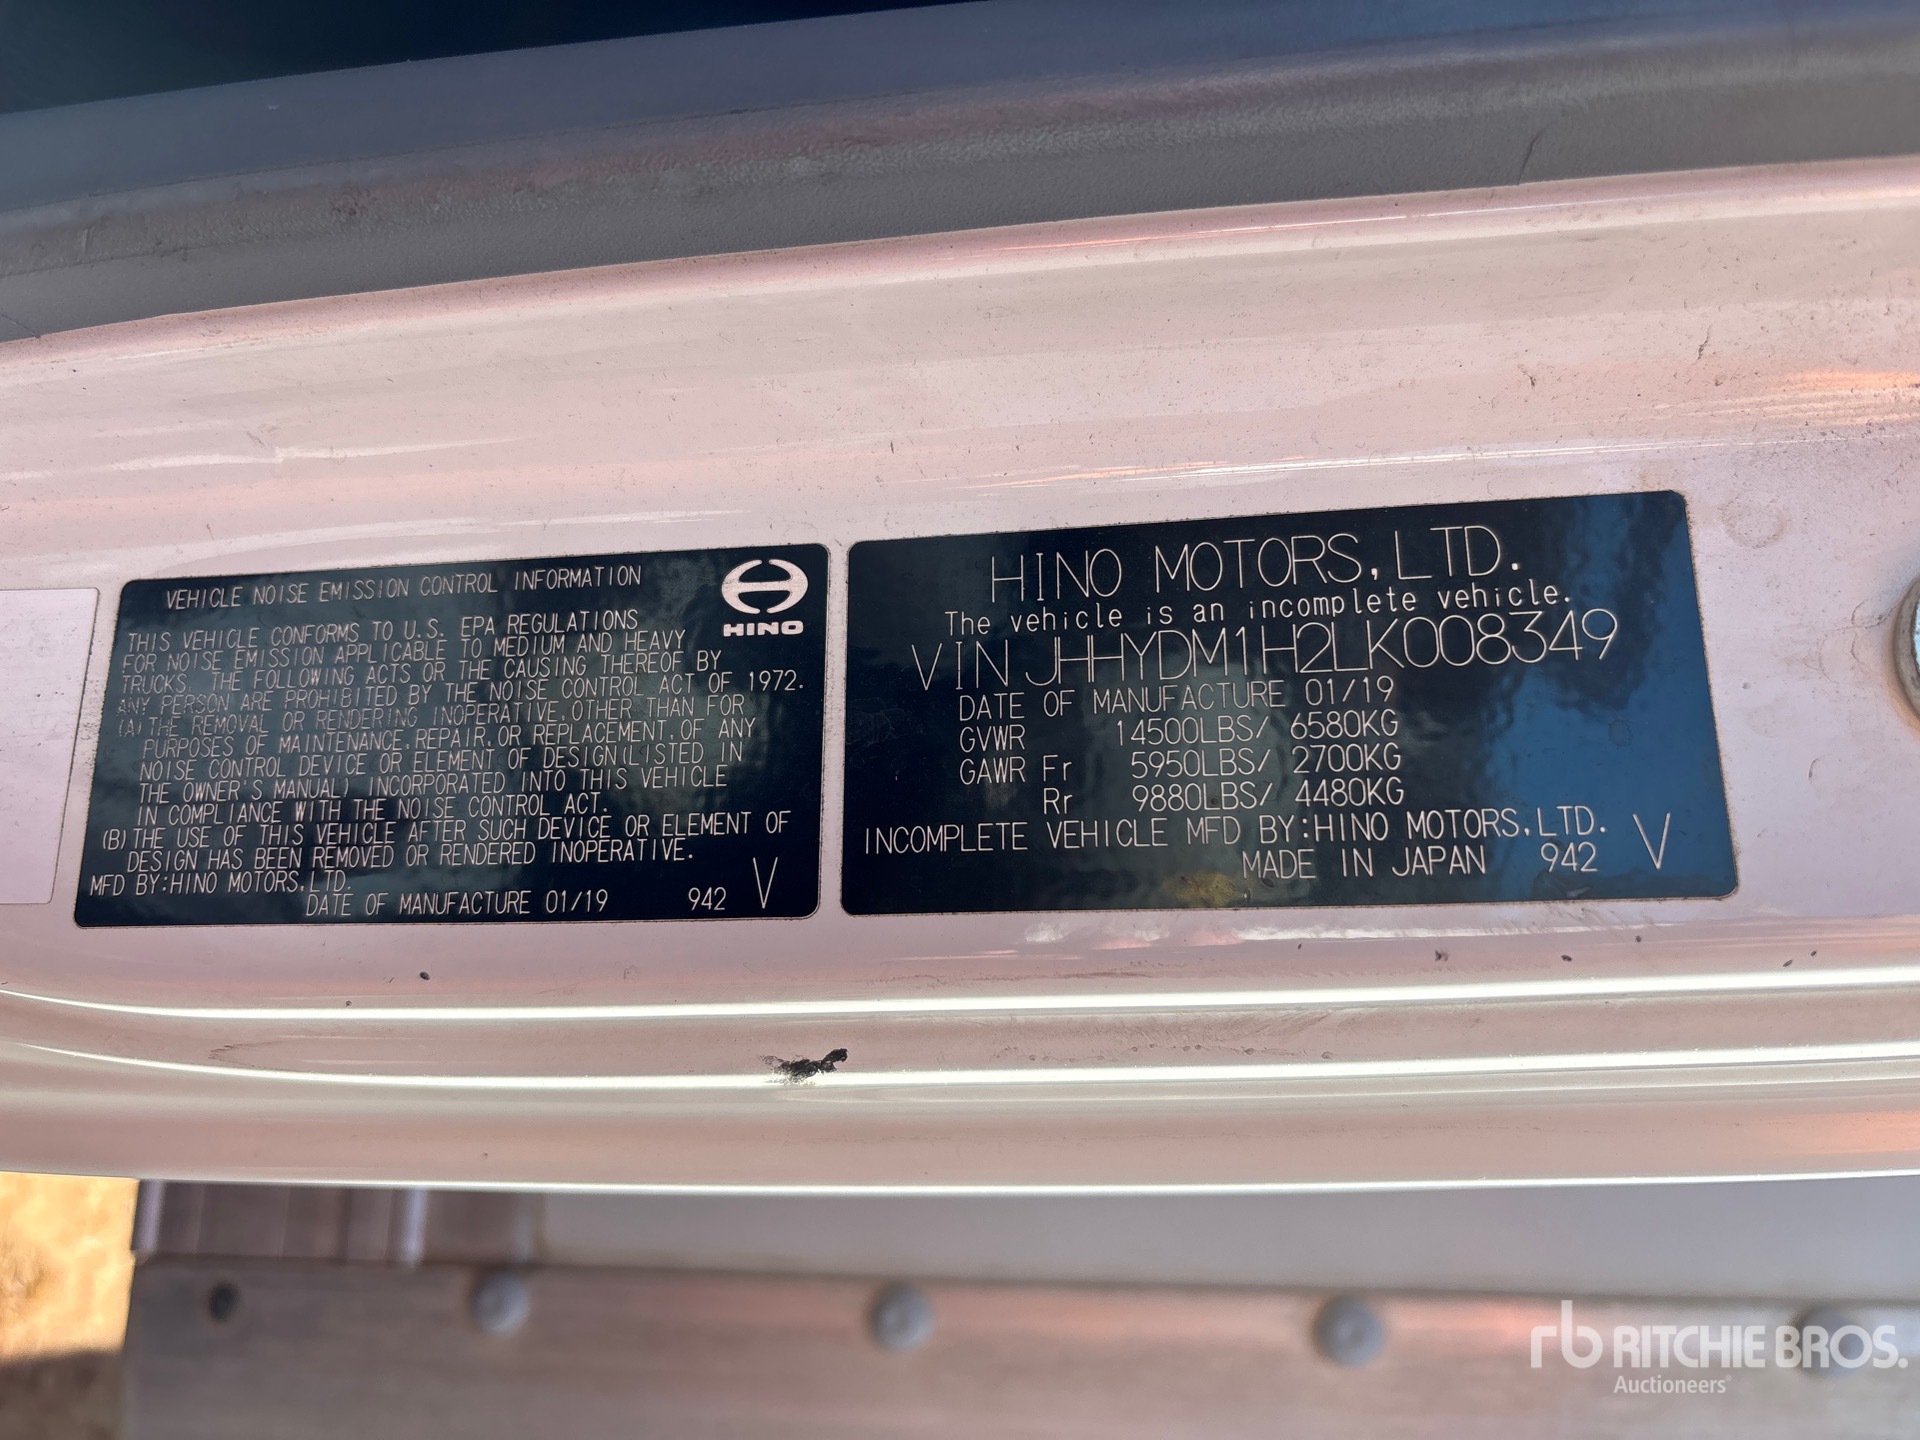 VEHICLE NOISE EMISSION CONTROL INFORMATION
HINO
THIS VEHICLE CONFORMS TO U.S. EPA REGULATIONS
FOR NOISE EMISSION APPLICABLE TO MEDIUM AND HEAVY
TRUCKS. THE FOLLOWING ACTS OR THE CAUSING THEREOF BY
ANY PERSON ARE PROHIBITED BY THE NOISE CONTROL ACT OF 1972.
(A) THE REMOVAL OR RENDERING INOPERATIVE, OTHER THAN FOR
PURPOSES OF MAINTENANCE, REPAIR, OR REPLACEMENT, OF ANY
NOISE CONTROL DEVICE OR ELEMENT OF DESIGN (LISTED IN
THE OWNER'S MANUAL) INCORPORATED INTO THIS VEHICLE
IN COMPLIANCE WITH THE NOISE CONTROL ACT.
(B) THE USE OF THIS VEHICLE AFTER SUCH DEVICE OR ELEMENT OF
DESIGN HAS BEEN REMOVED OR RENDERED INOPERATIVE.
MFD BY:HINO MOTORS,LTD.
DATE OF MANUFACTURE 01/19 942 V
HINO MOTORS,LTD.
The vehicle is an incomplete vehicle.
VIN JHHYDM1H2LK008349
DATE OF MANUFACTURE 01/19
GVWR 14500LBS/ 6580KG
GAWR Fr 5950LBS/ 2700KG
Rr 9880LBS/ 4480KG
INCOMPLETE VEHICLE MFD BY:HINO MOTORS,LTD.
MADE IN JAPAN 942 V
rb RITCHIE BROS.
Auctioneers